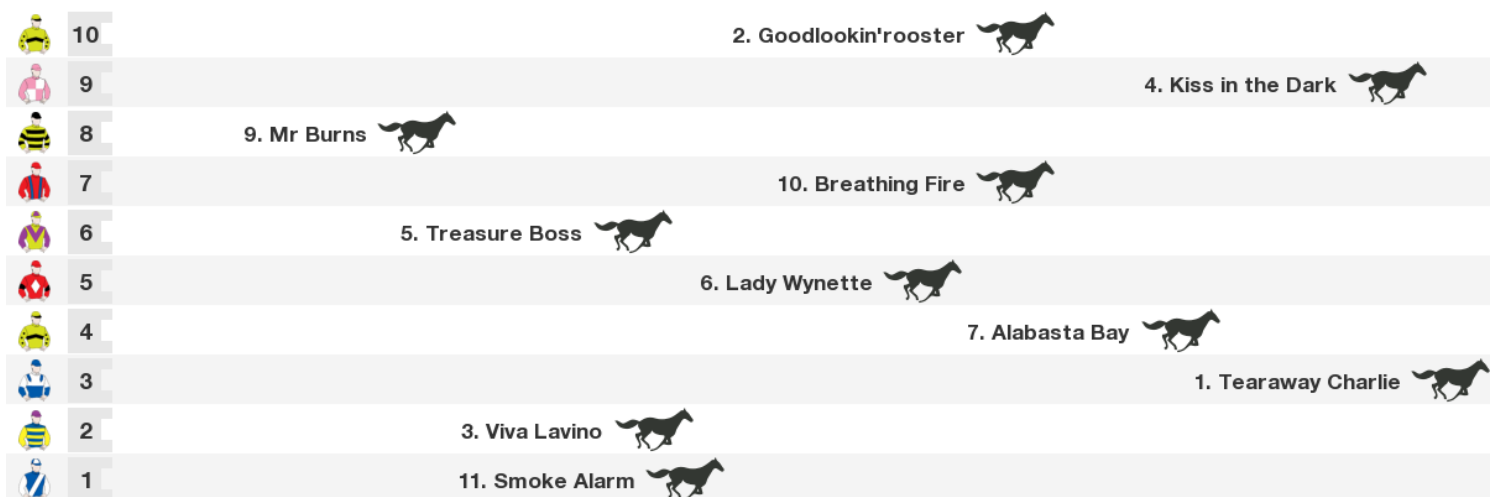 10 2. Goodlookin'rooster
9 4. Kiss in the Dark
8 9. Mr Burns
7 10. Breathing Fire
6 5. Treasure Boss
5 6. Lady Wynette
4 7. Alabasta Bay
3 1. Tearaway Charlie
2 3. Viva Lavino
1 11. Smoke Alarm